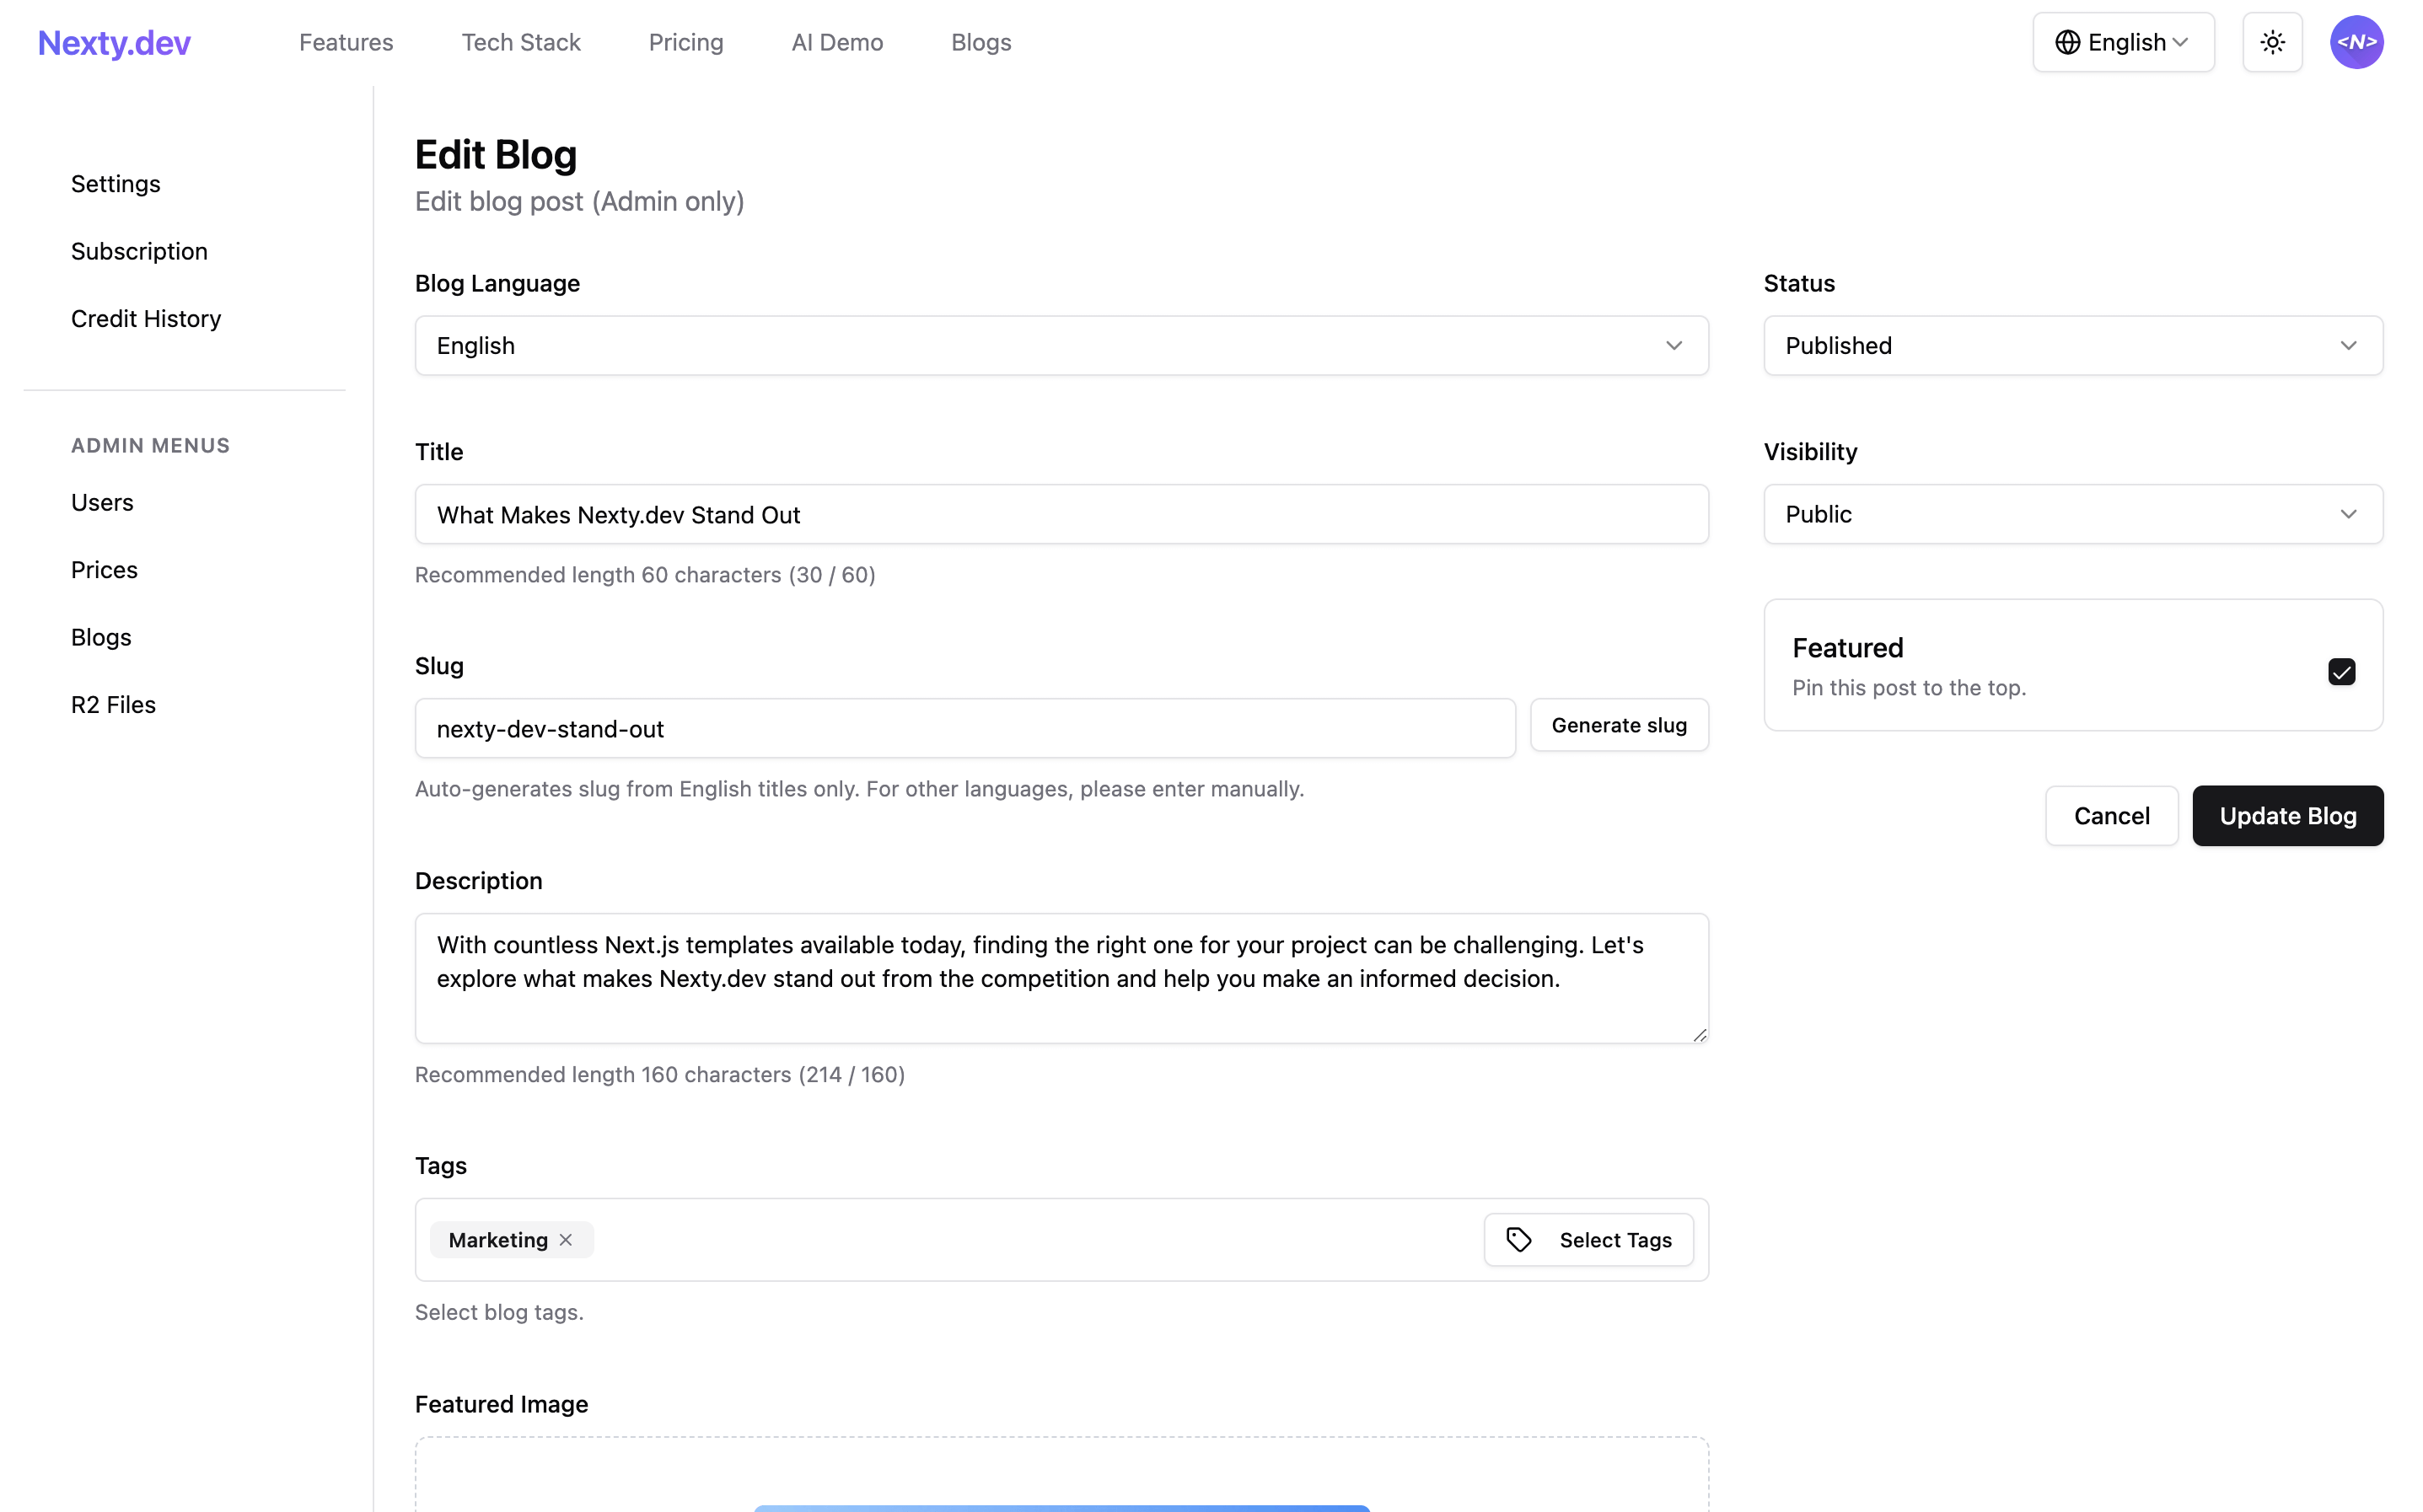 Nexty.dev
Features
Tech Stack
Pricing
AI Demo
Blogs
English
<N>
Settings
Subscription
Credit History
ADMIN MENUS
Users
Prices
Blogs
R2 Files
Edit Blog
Edit blog post (Admin only)
Blog Language
English
Title
What Makes Nexty.dev Stand Out
Recommended length 60 characters (30 / 60)
Slug
nexty-dev-stand-out
Generate slug
Auto-generates slug from English titles only. For other languages, please enter manually.
Description
With countless Next.js templates available today, finding the right one for your project can be challenging. Let's
explore what makes Nexty.dev stand out from the competition and help you make an informed decision.
Recommended length 160 characters (214 / 160)
Tags
Marketing
Select Tags
Select blog tags.
Featured Image
Status
Published
Visibility
Public
Featured
Pin this post to the top.
Cancel
Update Blog